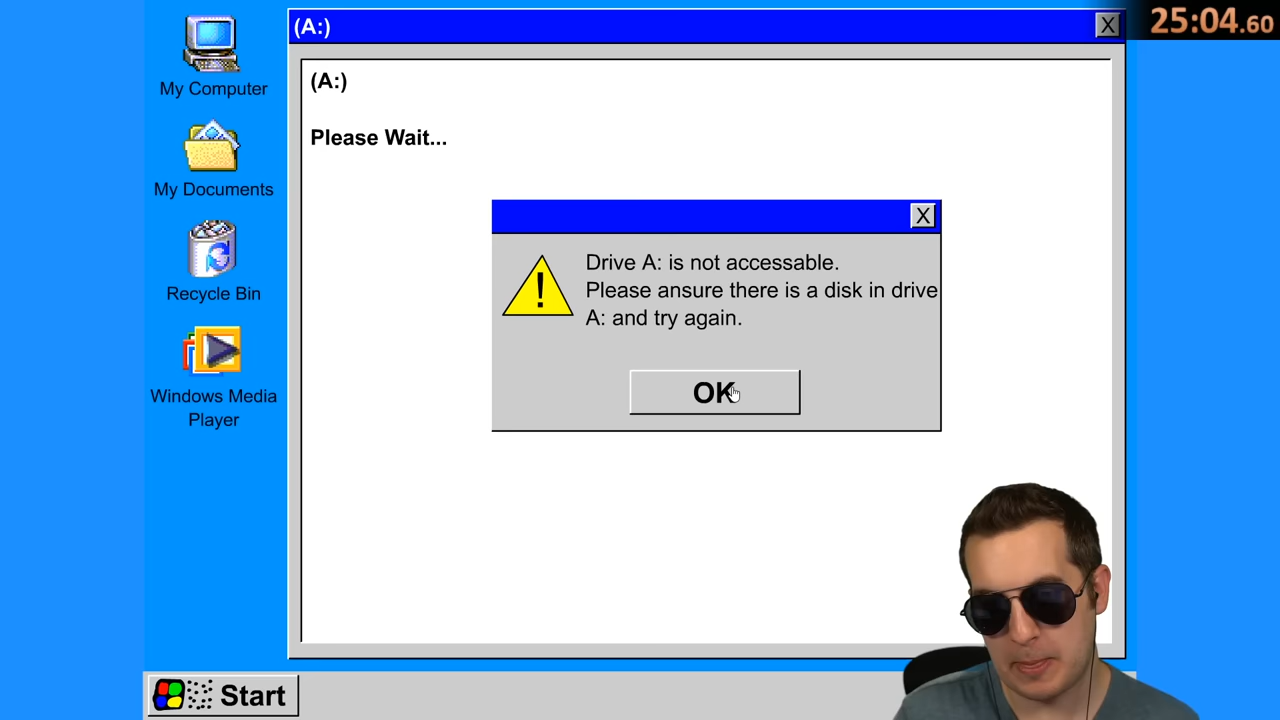 (A:)
X
25:04.60
My Computer
(A:)
Please Wait...
My Documents
X
Drive A: is not accessable.
Please ansure there is a disk in drive
A: and try again.
!
Recycle Bin
OK
Windows Media
Player
Start